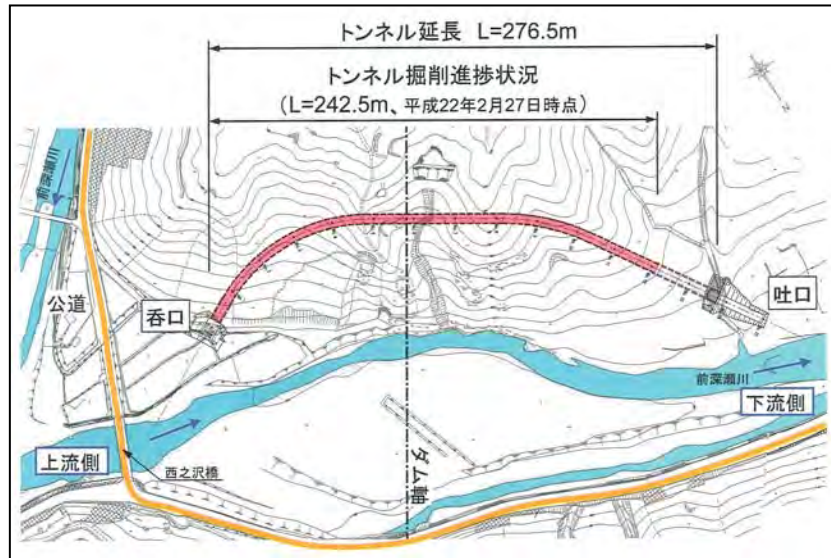 トンネル延長 L=276.5m
トンネル掘削進捗状況
(L=242.5m、平成22年2月27日時点)
N
前深瀬川
公道
呑口
吐口
前深瀬川
下流側
上流側
西之沢橋
ダム軸